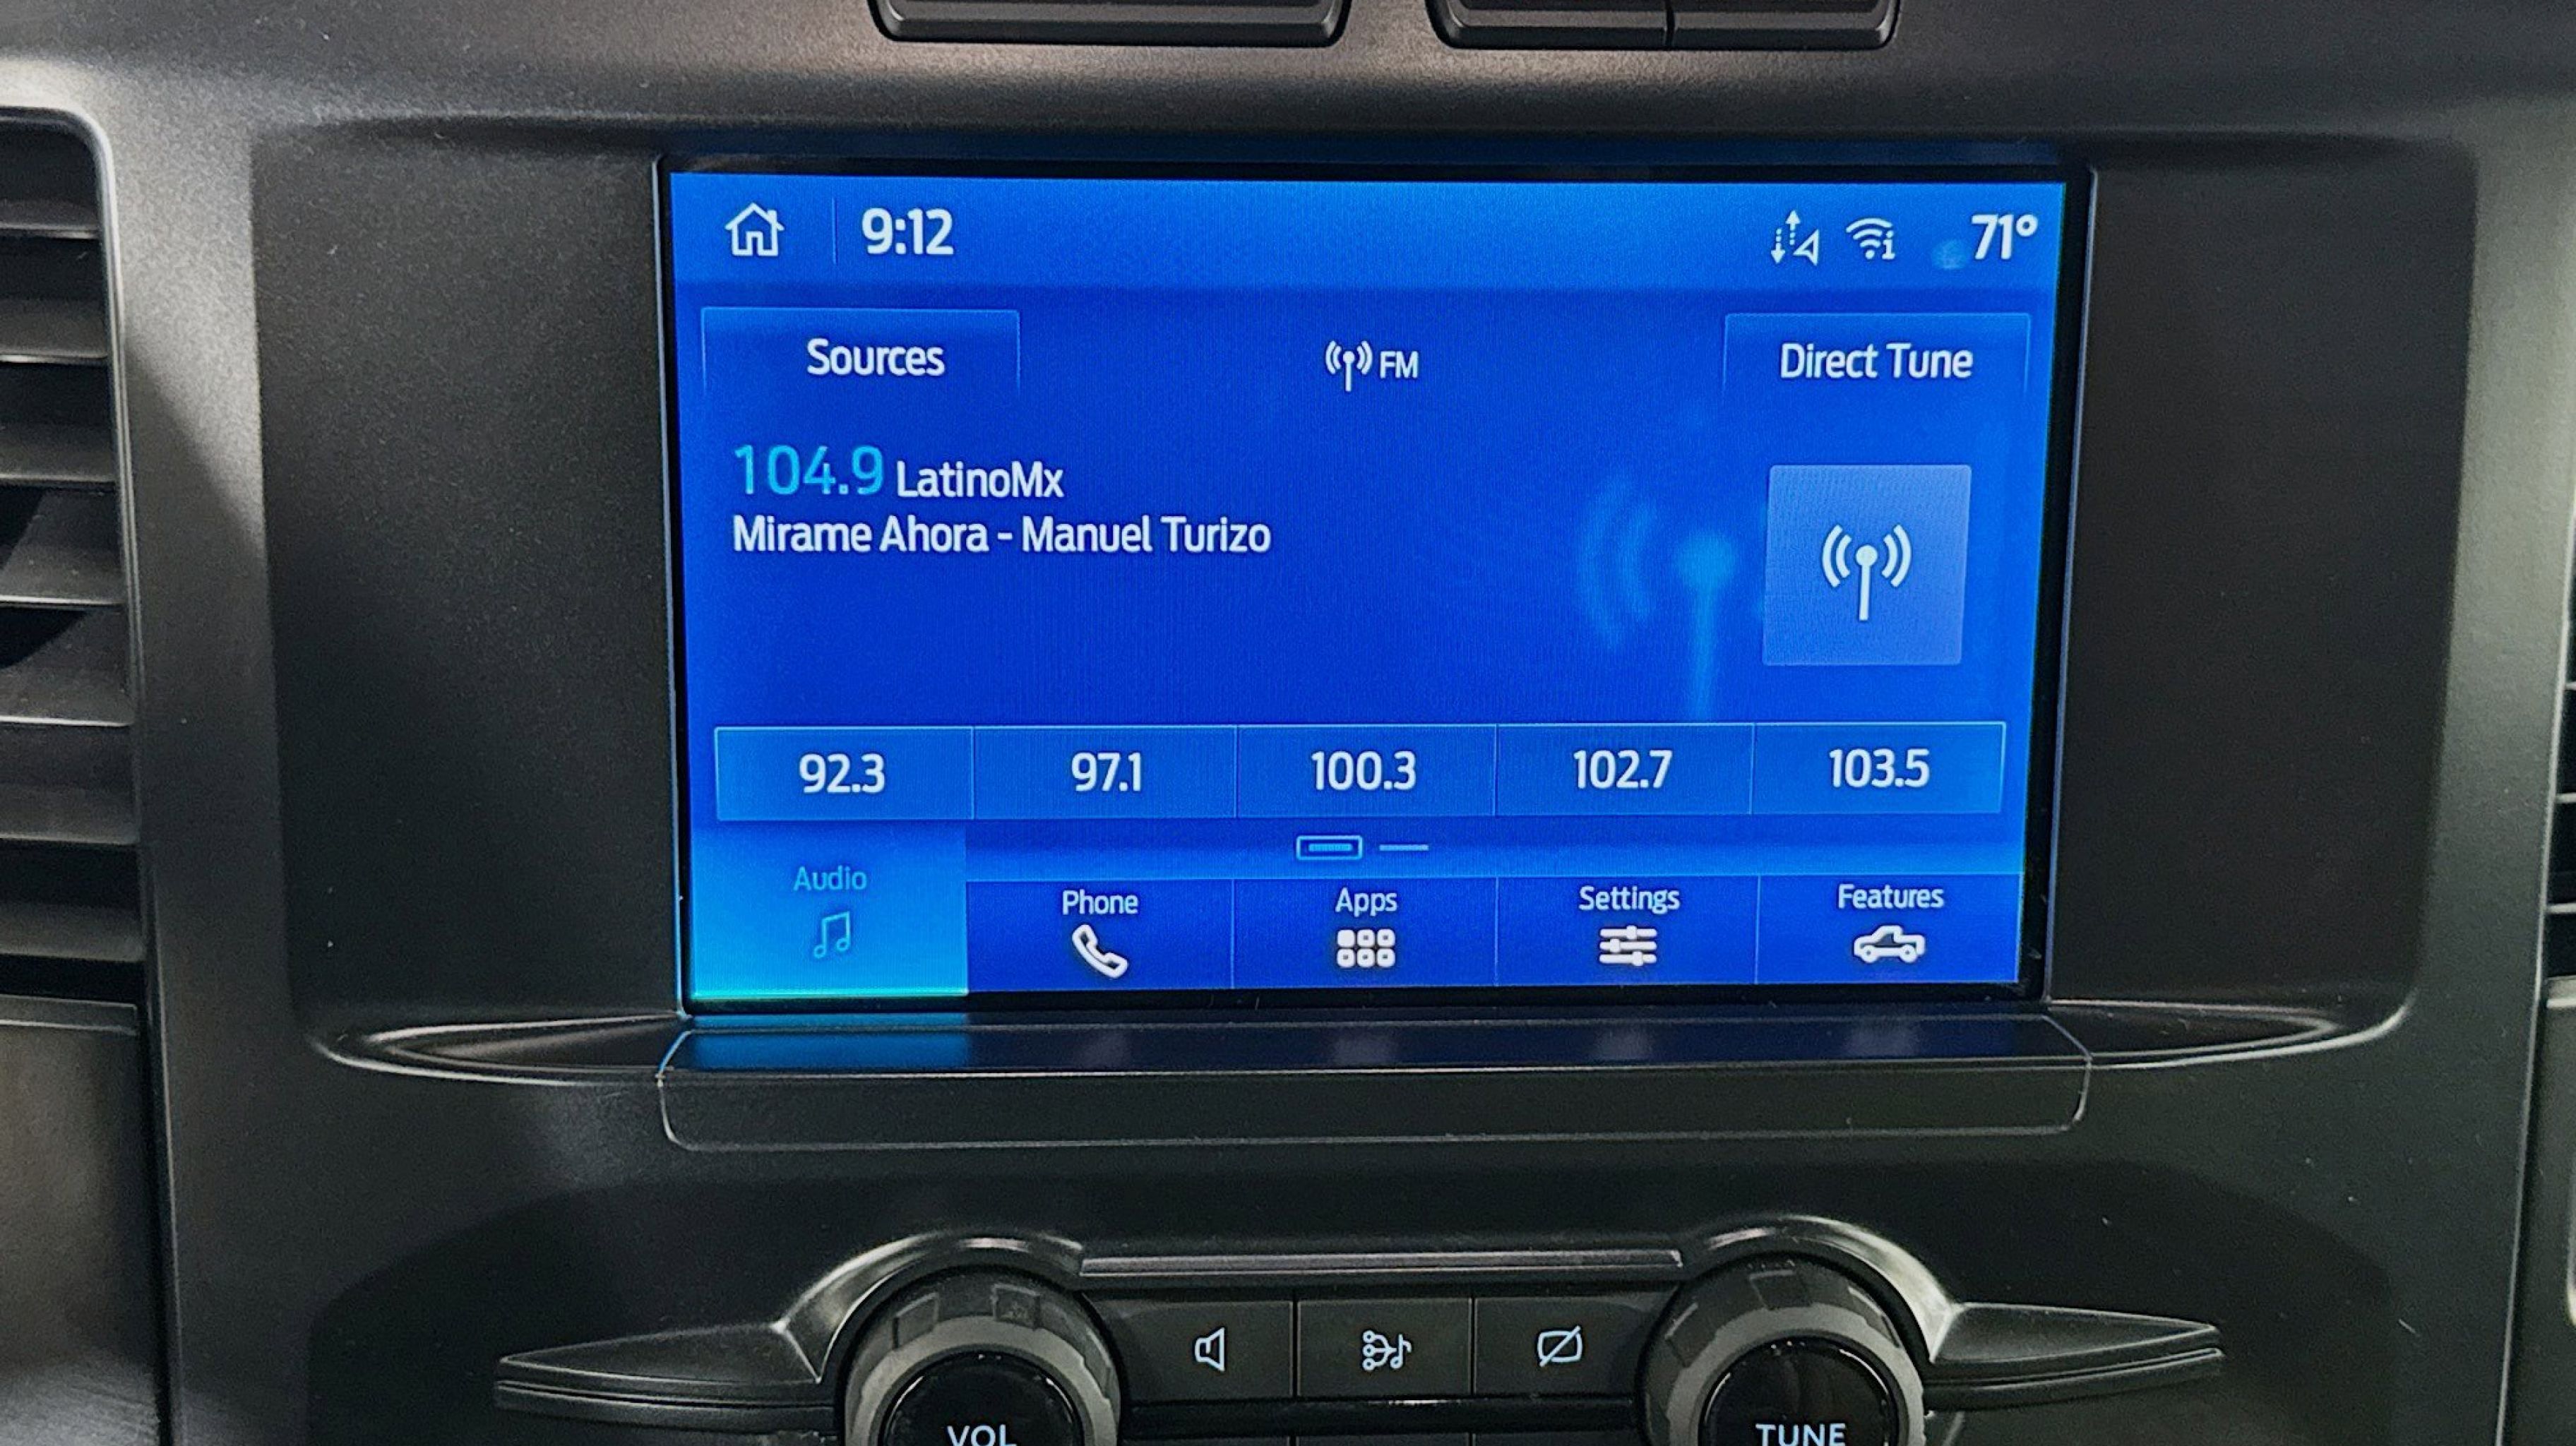 9:12 71°
Sources FM Direct Tune
104.9 LatinoMx
Mirame Ahora - Manuel Turizo
92.3 97.1 100.3 102.7 103.5
Audio Phone Apps Settings Features
VOL TUNE